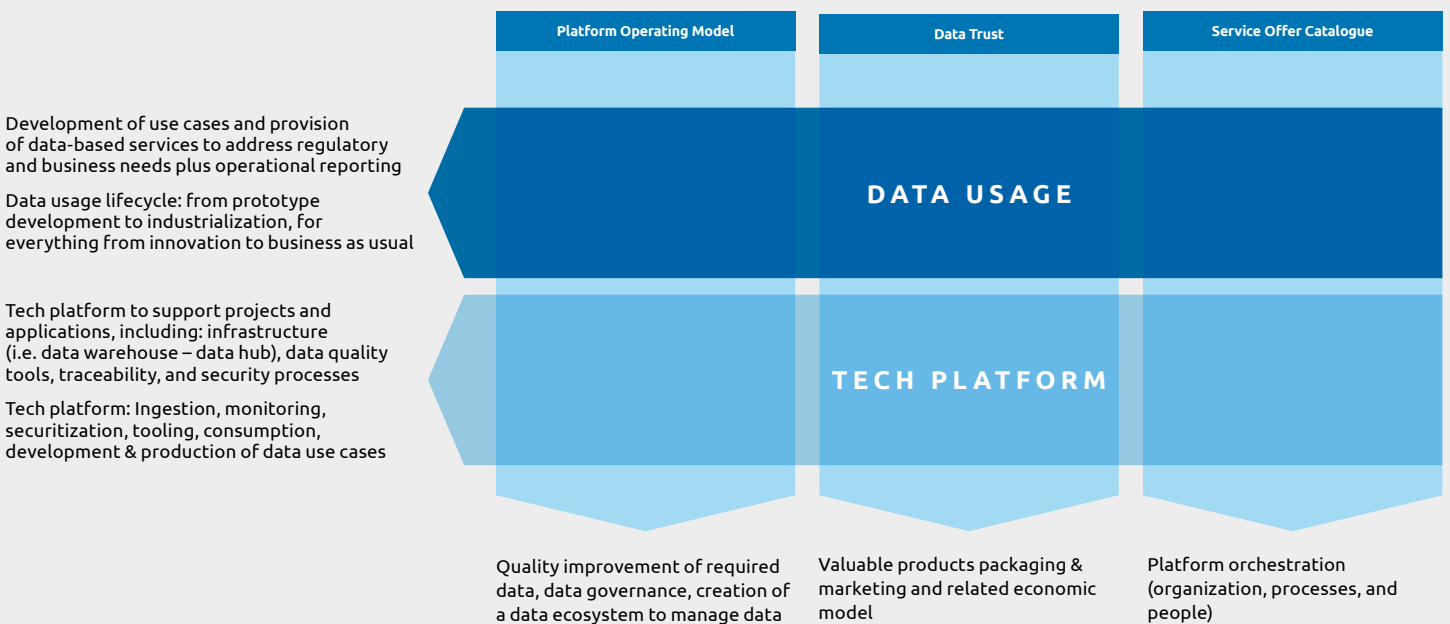 Platform Operating Model
Data Trust
Service Offer Catalogue
Development of use cases and provision
of data-based services to address regulatory
and business needs plus operational reporting
Data usage lifecycle: from prototype
development to industrialization, for
everything from innovation to business as usual
DATA USAGE
Tech platform to support projects and
applications, including: infrastructure
(i.e. data warehouse – data hub), data quality
tools, traceability, and security processes
Tech platform: Ingestion, monitoring,
securitization, tooling, consumption,
development & production of data use cases
TECH PLATFORM
Quality improvement of required
data, data governance, creation of
a data ecosystem to manage data
Valuable products packaging &
marketing and related economic
model
Platform orchestration
(organization, processes, and
people)